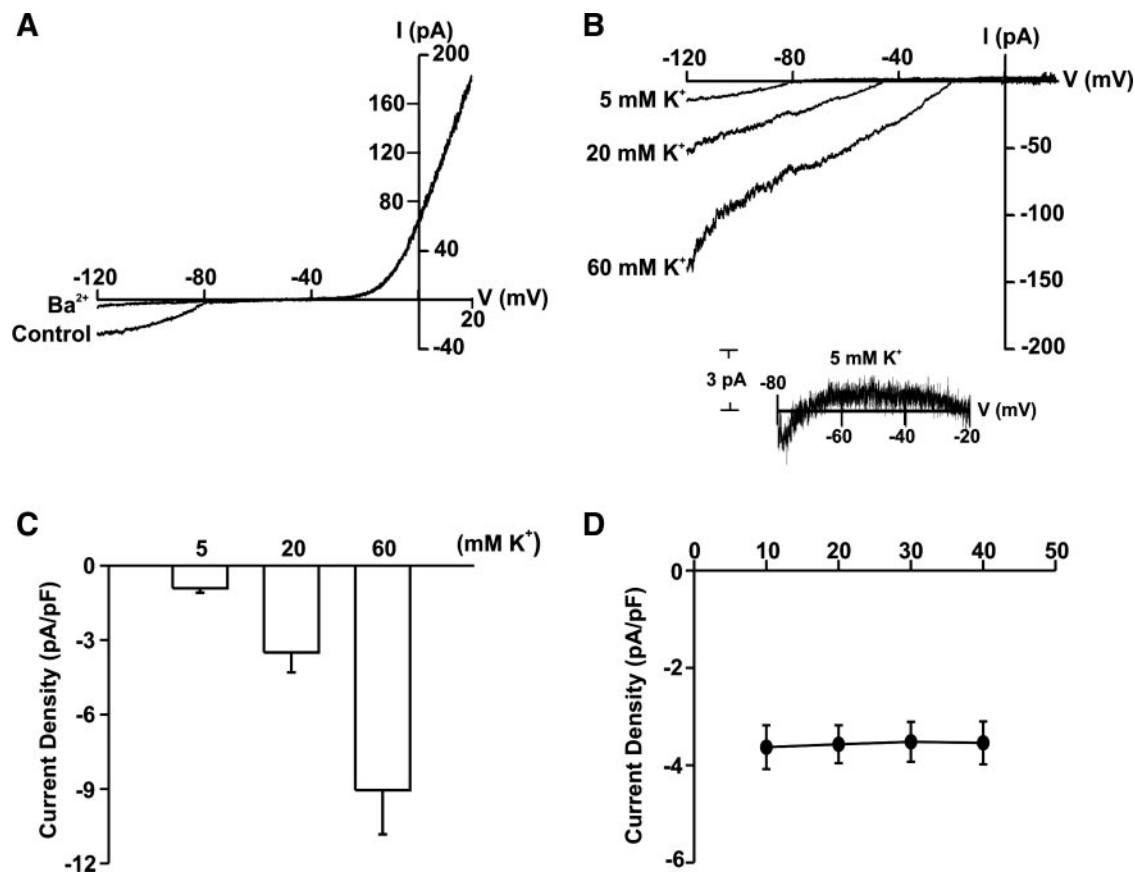 A
I (pA)
200
160
120
80
40
-120
-80
-40
V (mV)
20
Ba²⁺
Control
-40
B
I (pA)
-120
-80
-40
V (mV)
5 mM K⁺
20 mM K⁺
60 mM K⁺
-50
-100
-150
-200
3 pA
5 mM K⁺
-80
V (mV)
-60
-40
-20
C
5
20
60
(mM K⁺)
0
-3
-6
-9
-12
Current Density (pA/pF)
D
0
10
20
30
40
50
0
-2
-4
-6
Current Density (pA/pF)